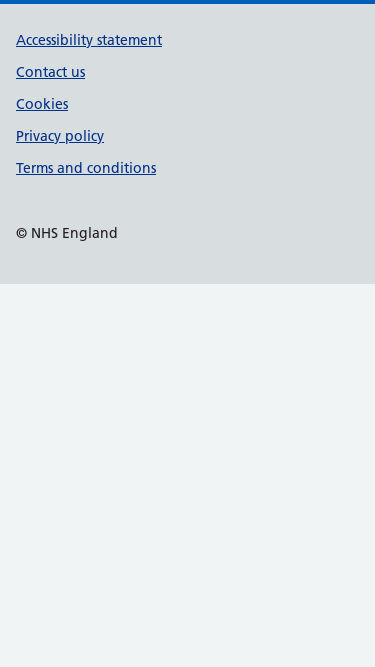 Accessibility statement
Contact us
Cookies
Privacy policy
Terms and conditions
© NHS England